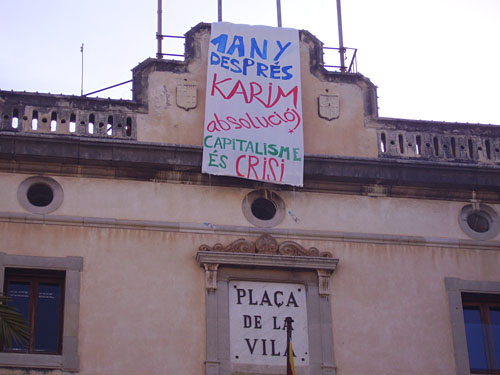 1ANY
DESPRÉS
KARIM
absolució!
CAPITALISME
ÉS CRISI
PLAÇA
DE LA
VILA